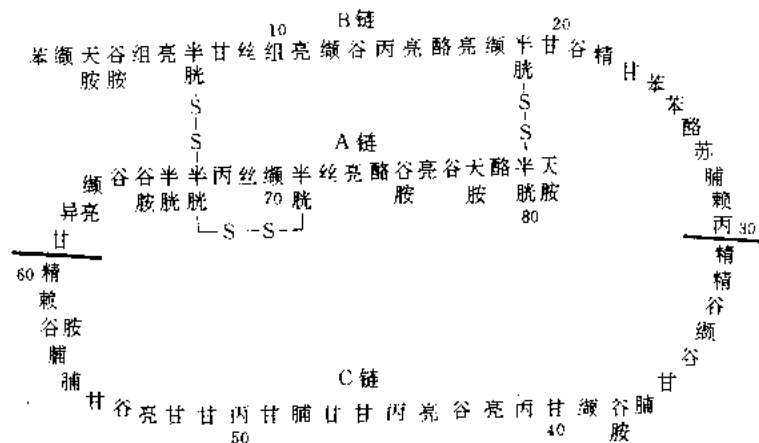 B链
10 20
苯 缬 天 谷 组 亮 半 甘 丝 组 亮 缬 谷 丙 亮 酪 亮 缬 半 甘 谷 精 甘 苯 苯 酪 苏 脯 赖 丙 30
胺 胺 胱 胱
S S
S S
A链
异亮 缬 谷 谷 半 半 丙 丝 缬 半 丝 亮 酪 谷 亮 谷 天 酪 半 天
胺 胱 胱 70 胱 胺 胺 胱 胺
80
S S
甘
60 精
赖
谷胺
脯
脯
C链
甘 谷 亮 甘 甘 丙 甘 脯 甘 甘 丙 亮 谷 亮 丙 甘 缬 谷 脯 甘 谷 缬 谷 精 精
胺
50 40